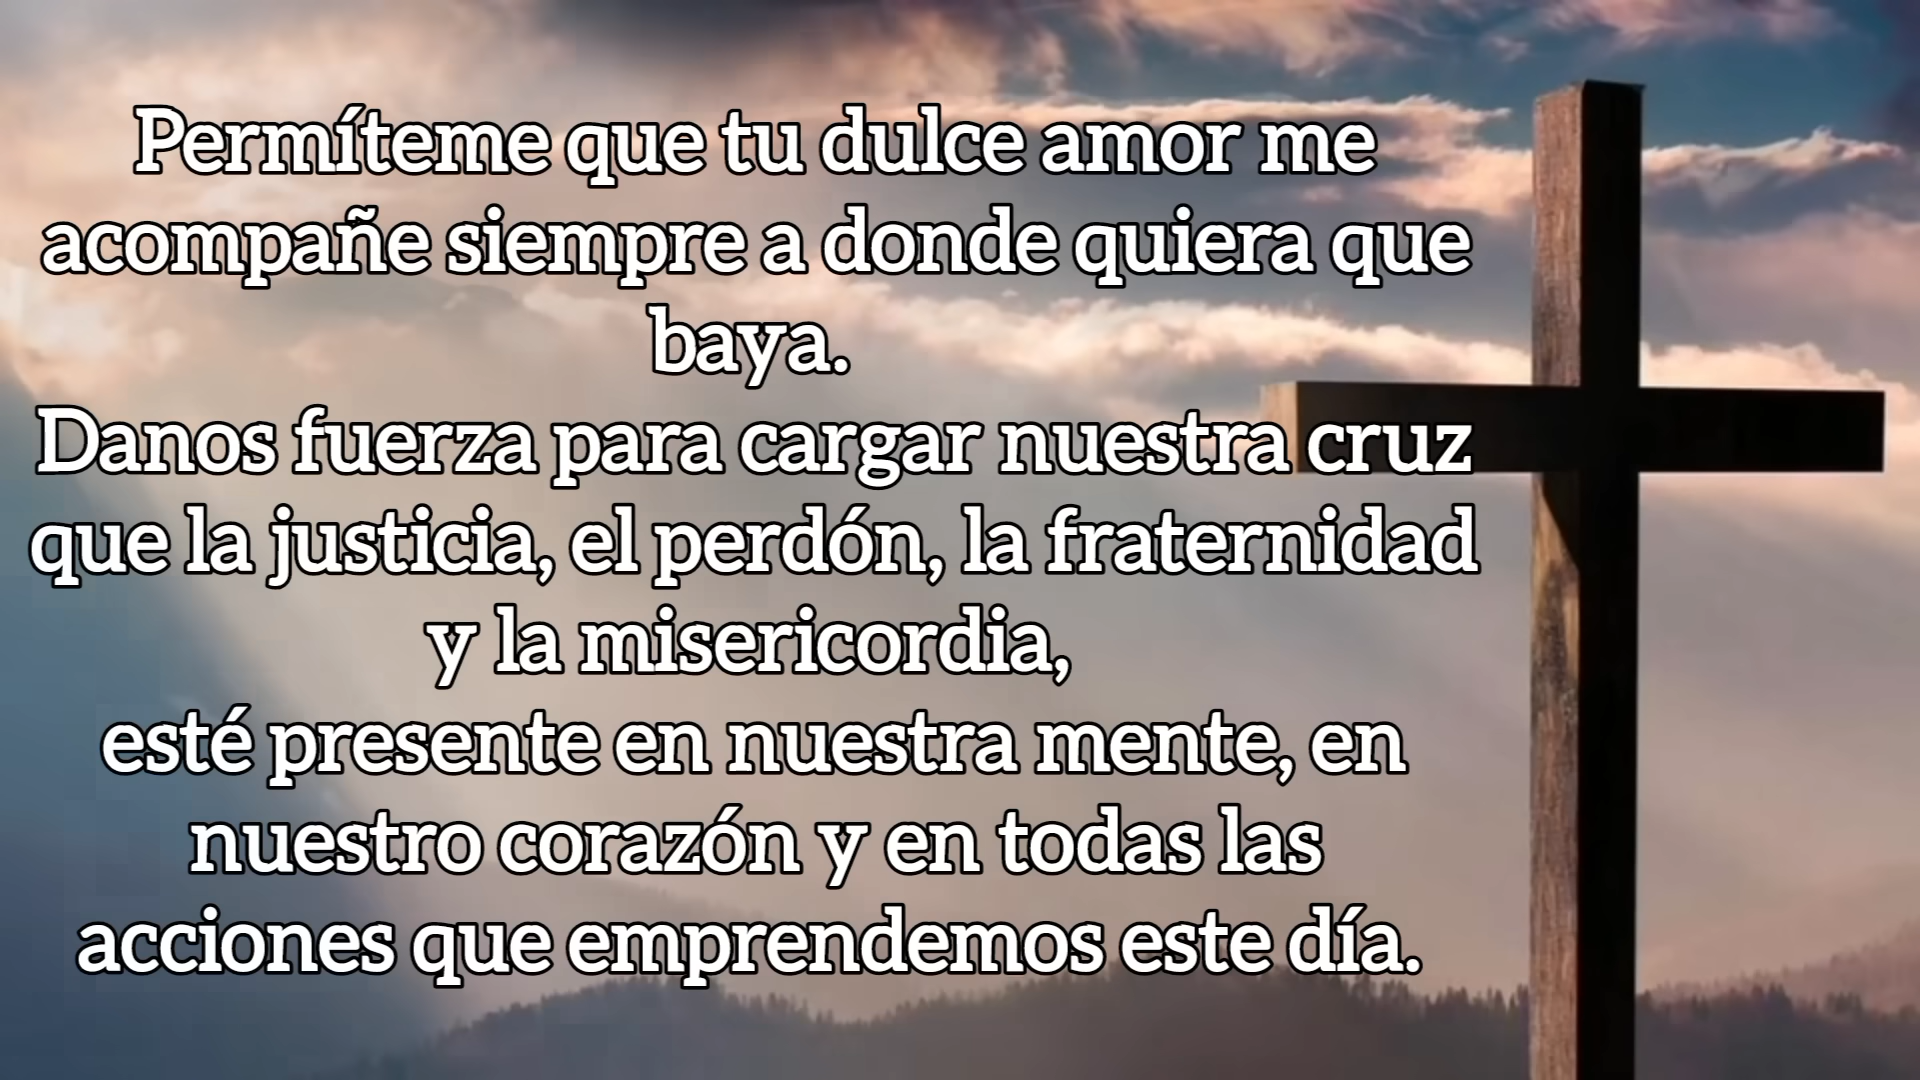 Permíteme que tu dulce amor me
acompañe siempre a donde quiera que
baya.
Danos fuerza para cargar nuestra cruz
que la justicia, el perdón, la fraternidad
y la misericordia,
esté presente en nuestra mente, en
nuestro corazón y en todas las
acciones que emprendemos este día.